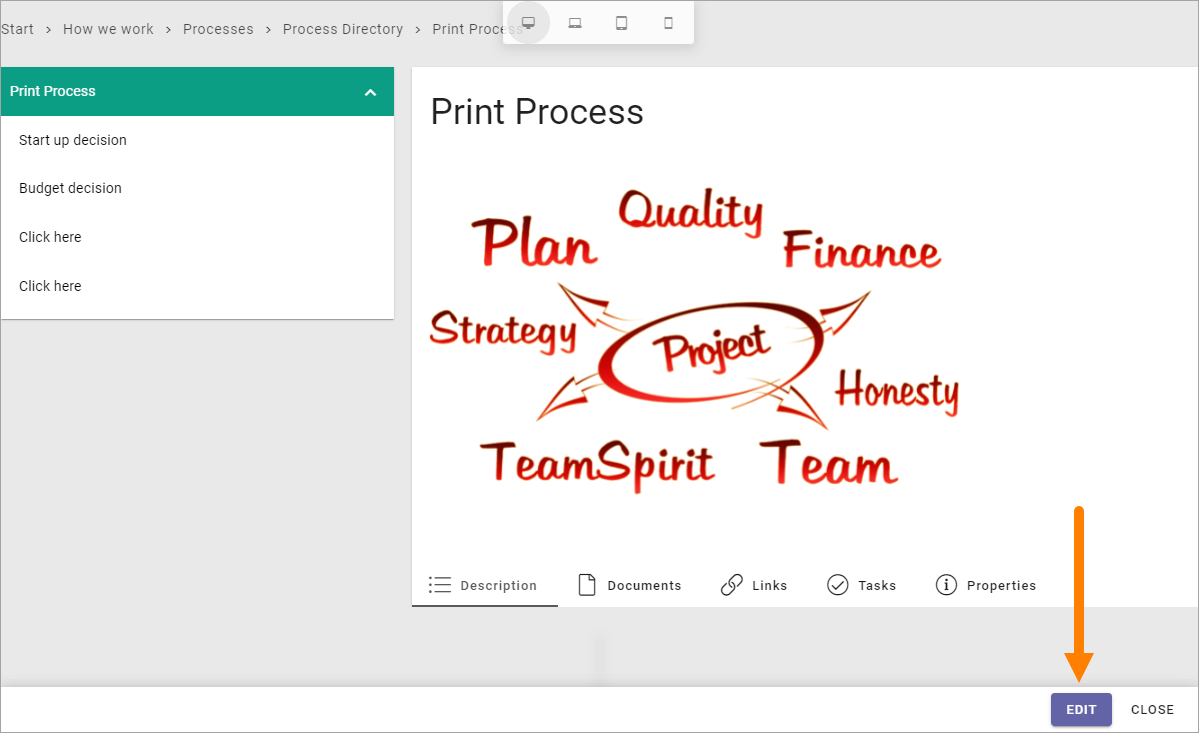 Start > How we work > Processes > Process Directory > Print Process
Print Process
Start up decision
Budget decision
Click here
Click here
Print Process
Quality
Plan
Finance
Strategy
Project
Honesty
TeamSpirit
Team
Description Documents Links Tasks Properties
EDIT CLOSE